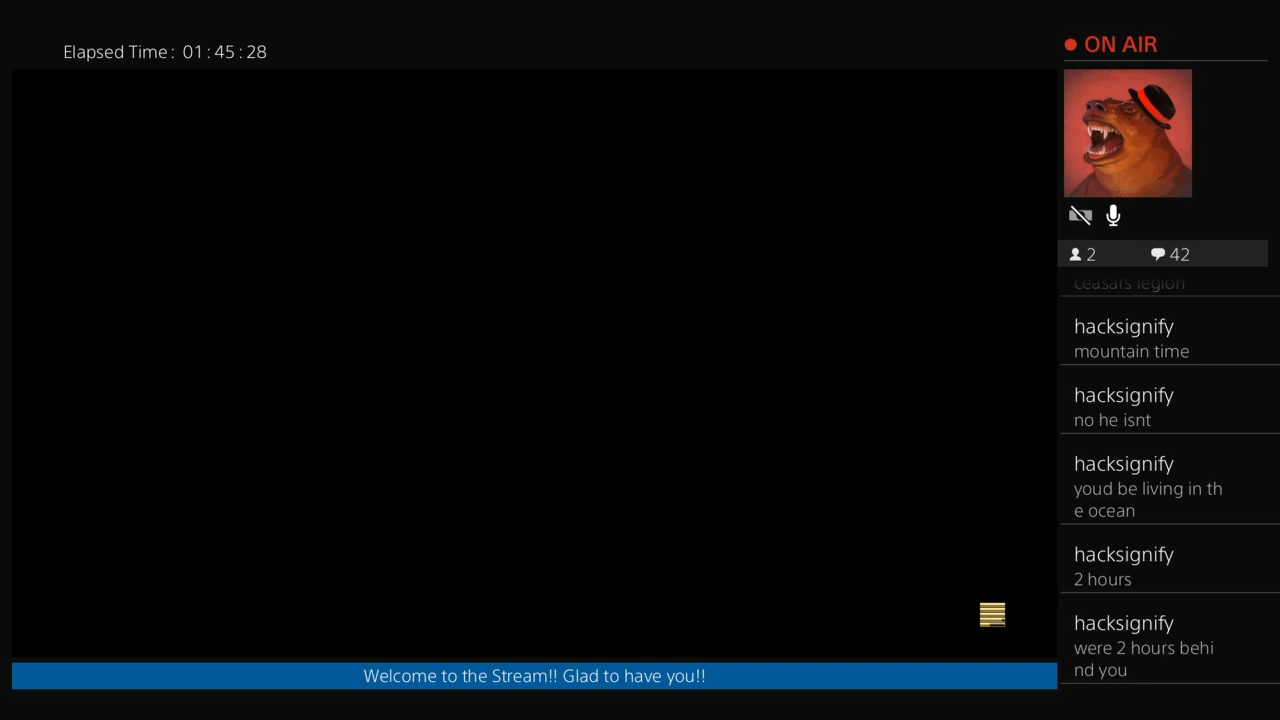 Elapsed Time: 01:45:28
ON AIR
2 42
ceasars legion
hacksignify
mountain time
hacksignify
no he isnt
hacksignify
youd be living in th
e ocean
hacksignify
2 hours
hacksignify
were 2 hours behi
nd you
Welcome to the Stream!! Glad to have you!!